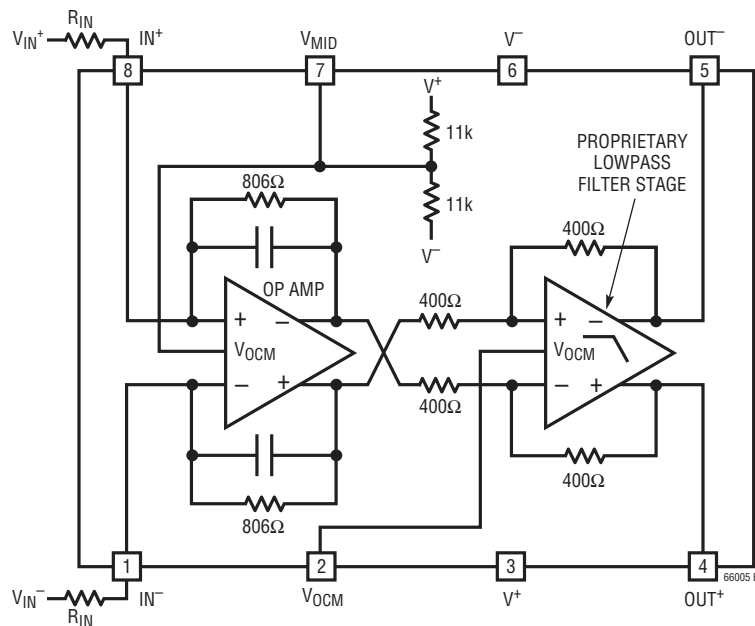 R_IN
V_IN⁺
IN⁺
V_MID
V⁻
OUT⁻
8
7
6
5
V⁺
11k
11k
V⁻
PROPRIETARY
LOWPASS
FILTER STAGE
806Ω
400Ω
OP AMP
+ −
V_OCM
− +
400Ω
400Ω
+ −
V_OCM
− +
806Ω
400Ω
1
2
3
4
66005 
V_IN⁻
R_IN
IN⁻
V_OCM
V⁺
OUT⁺